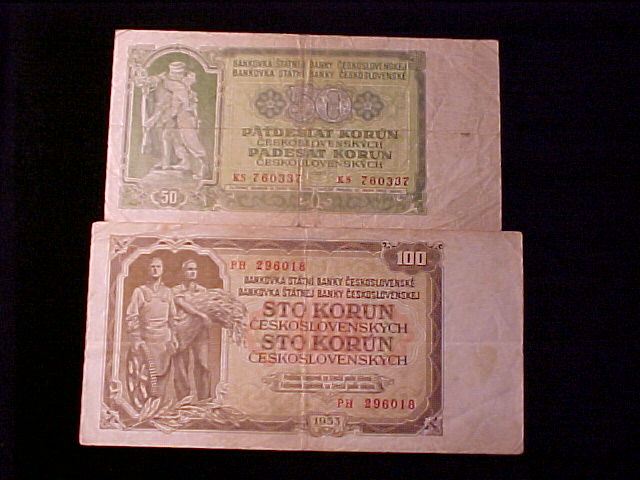 BANKOVKA ŠTÁTNEJ BANKY ČESKOSLOVENSKEJ
BANKOVKA STÁTNÍ BANKY ČESKOSLOVENSKÉ
50
PÄTDESIAT KORÚN
ČESKOSLOVENSKÝCH
PADESÁT KORUN
ČESKOSLOVENSKÝCH
KS 760337 KS 760337
50
100
PH 296018
BANKOVKA STÁTNÍ BANKY ČESKOSLOVENSKÉ
BANKOVKA ŠTÁTNEJ BANKY ČESKOSLOVENSKEJ
STO KORUN
ČESKOSLOVENSKÝCH
STO KORÚN
ČESKOSLOVENSKÝCH
PH 296018
1953